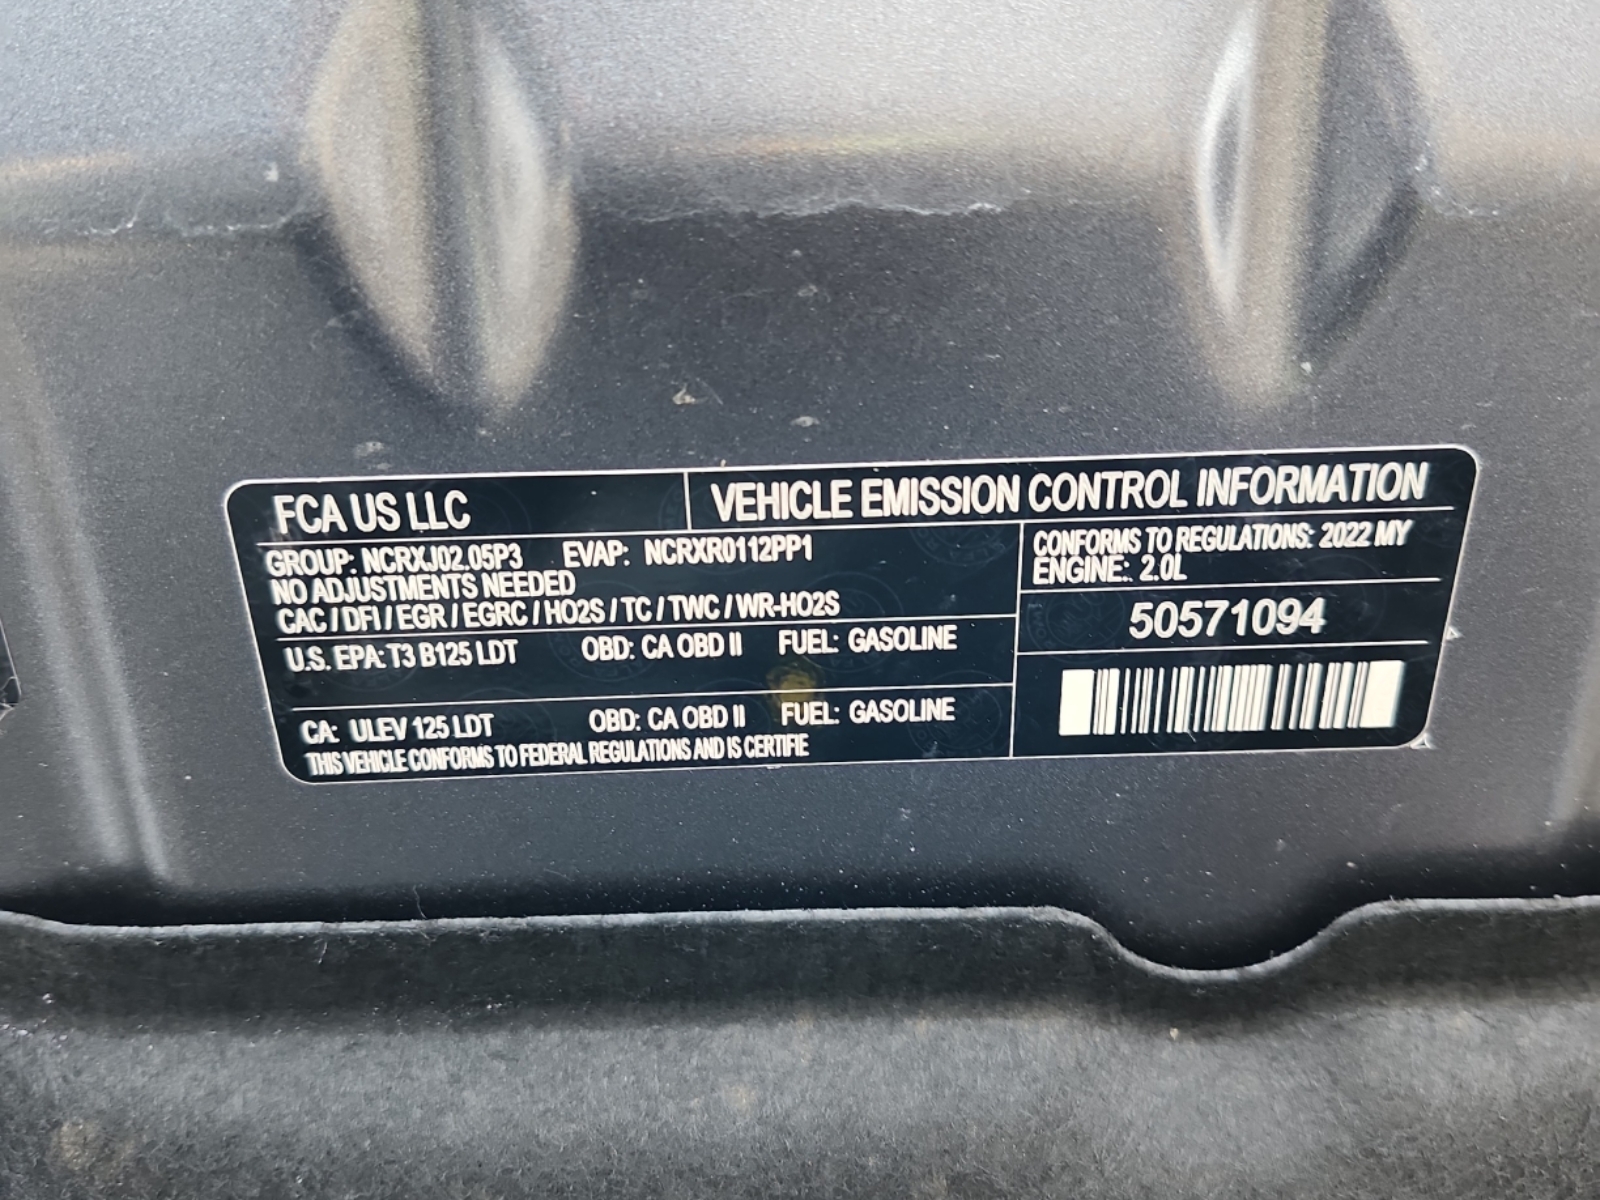 FCA US LLC
VEHICLE EMISSION CONTROL INFORMATION
GROUP: NCRXJ02.05P3 EVAP: NCRXR0112PP1
NO ADJUSTMENTS NEEDED
CAC / DFI / EGR / EGRC / HO2S / TC / TWC / WR-HO2S
U.S. EPA: T3 B125 LDT OBD: CA OBD II FUEL: GASOLINE
CA: ULEV 125 LDT OBD: CA OBD II FUEL: GASOLINE
THIS VEHICLE CONFORMS TO FEDERAL REGULATIONS AND IS CERTIFIE
CONFORMS TO REGULATIONS: 2022 MY
ENGINE: 2.0L
50571094